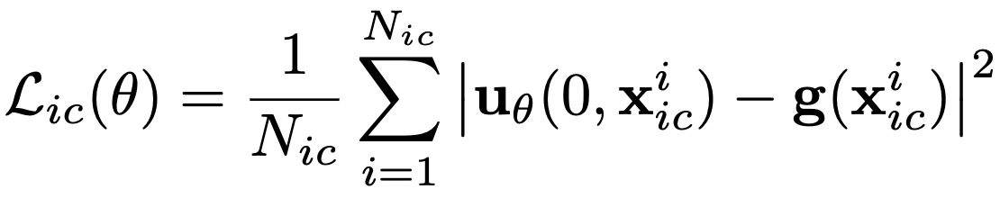 \mathcal{L}_{ic}(\theta) = \frac{1}{N_{ic}} \sum_{i=1}^{N_{ic}} \left| \mathbf{u}_{\theta}(0, \mathbf{x}_{ic}^{i}) - \mathbf{g}(\mathbf{x}_{ic}^{i}) \right|^2